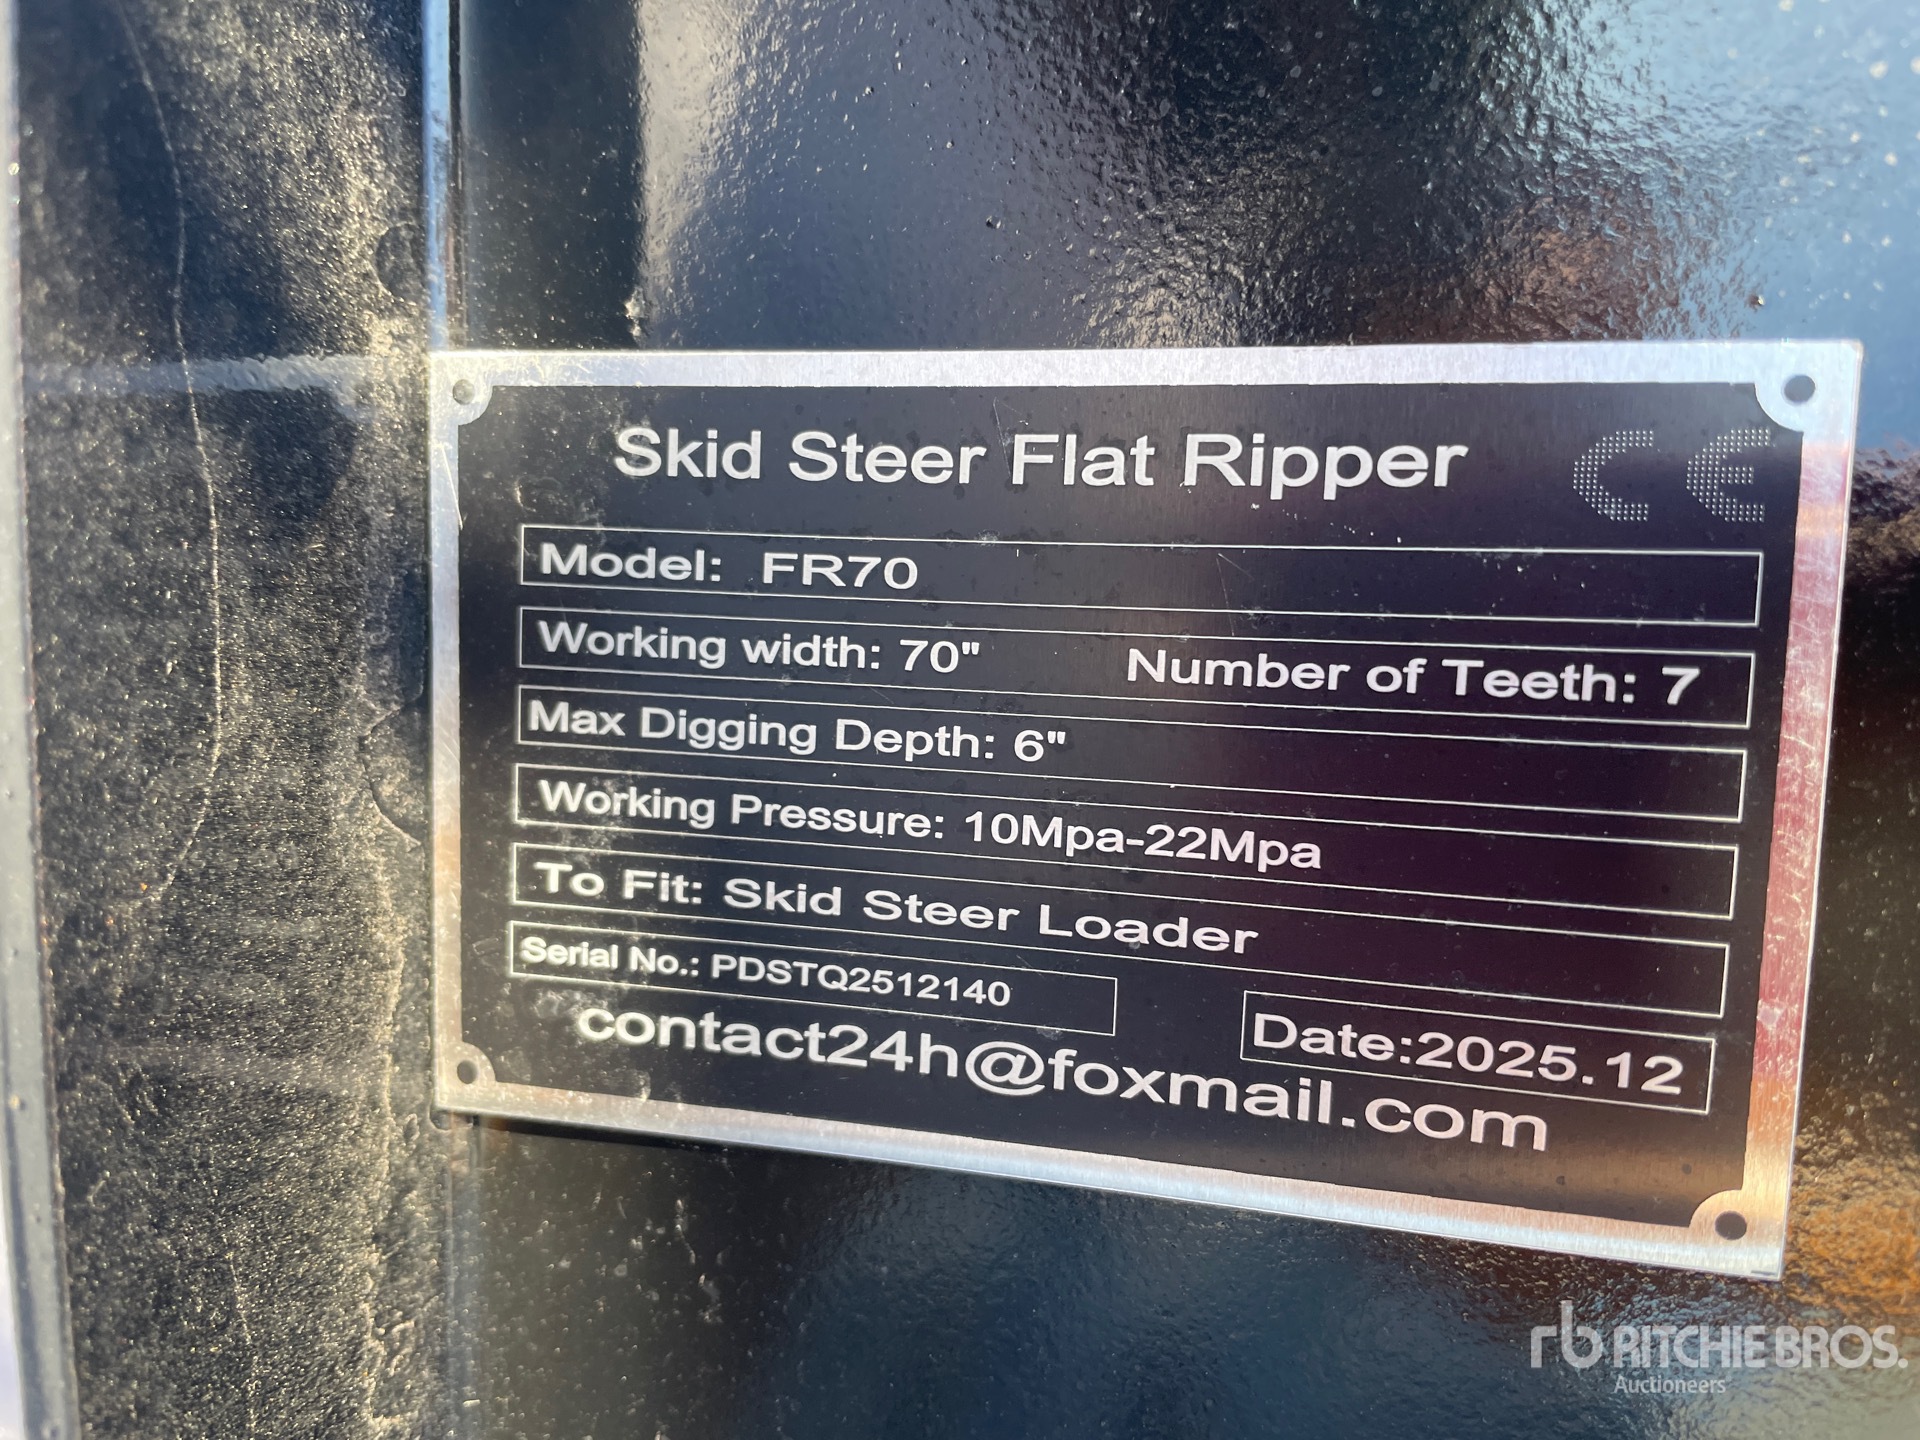 Skid Steer Flat Ripper CE
Model: FR70
Working width: 70" Number of Teeth: 7
Max Digging Depth: 6"
Working Pressure: 10Mpa-22Mpa
To Fit: Skid Steer Loader
Serial No.: PDSTQ2512140
Date:2025.12
contact24h@foxmail.com
rb RITCHIE BROS.
Auctioneers